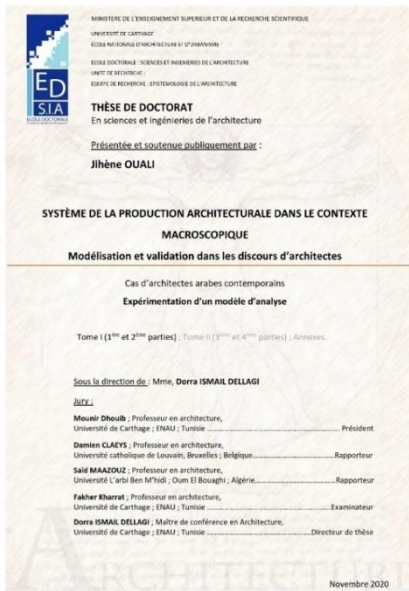 MINISTERE DE L'ENSEIGNEMENT SUPERIEUR ET DE LA RECHERCHE SCIENTIFIQUE
UNIVERSITÉ DE CARTHAGE
ECOLE NATIONALE D'ARCHITECTURE ET D'URBANISME
ECOLE DOCTORALE : SCIENCES ET INGENIERIES DE L'ARCHITECTURE
UNITE DE RECHERCHE :
EQUIPE DE RECHERCHE : EPISTEMOLOGIE DE L'ARCHITECTURE
ED
SIA
ECOLE DOCTORALE
THÈSE DE DOCTORAT
En sciences et ingénieries de l'architecture
Présentée et soutenue publiquement par :
Jihène OUALI
SYSTÈME DE LA PRODUCTION ARCHITECTURALE DANS LE CONTEXTE
MACROSCOPIQUE
Modélisation et validation dans les discours d'architectes
Cas d'architectes arabes contemporains
Expérimentation d'un modèle d'analyse
Tome I (1ère et 2ème parties) ; Tome II (3ème et 4ème parties) ; Annexes.
Sous la direction de : Mme, Dorra ISMAIL DELLAGI
Jury :
Mounir Dhouib ; Professeur en architecture,
Université de Carthage ; ENAU ; Tunisie ........ Président
Damien CLAEYS ; Professeur en architecture,
Université catholique de Louvain, Bruxelles ; Belgique........Rapporteur
Saïd MAAZOUZ ; Professeur en architecture,
Université L'arbi Ben M'hidi ; Oum El Bouaghi ; Algérie........Rapporteur
Fakher Kharrat ; Professeur en architecture,
Université de Carthage ; ENAU ; Tunisie ........Examinateur
Dorra ISMAIL DELLAGI ; Maître de conférence en Architecture,
Université de Carthage ; ENAU ; Tunisie ........Directeur de thèse
ARCHITECTURE
Novembre 2020